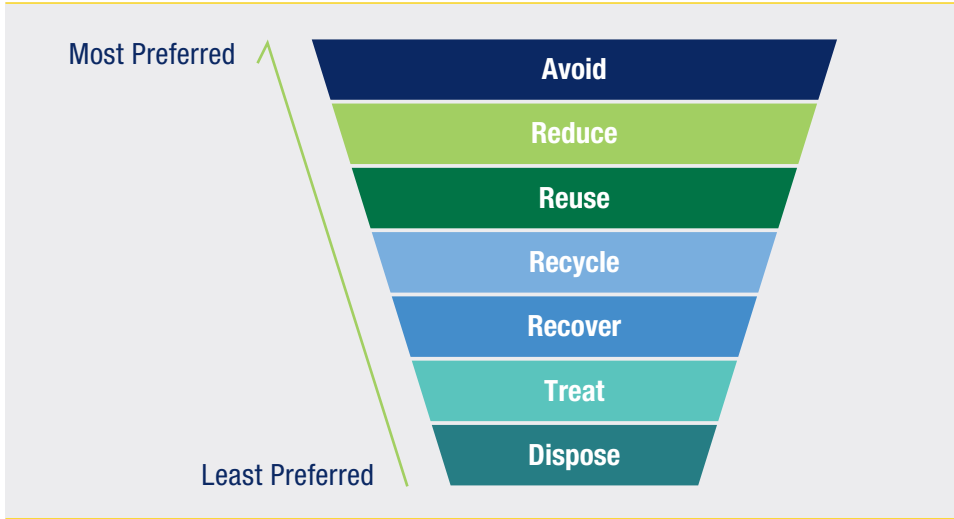 Most Preferred
Avoid
Reduce
Reuse
Recycle
Recover
Treat
Dispose
Least Preferred